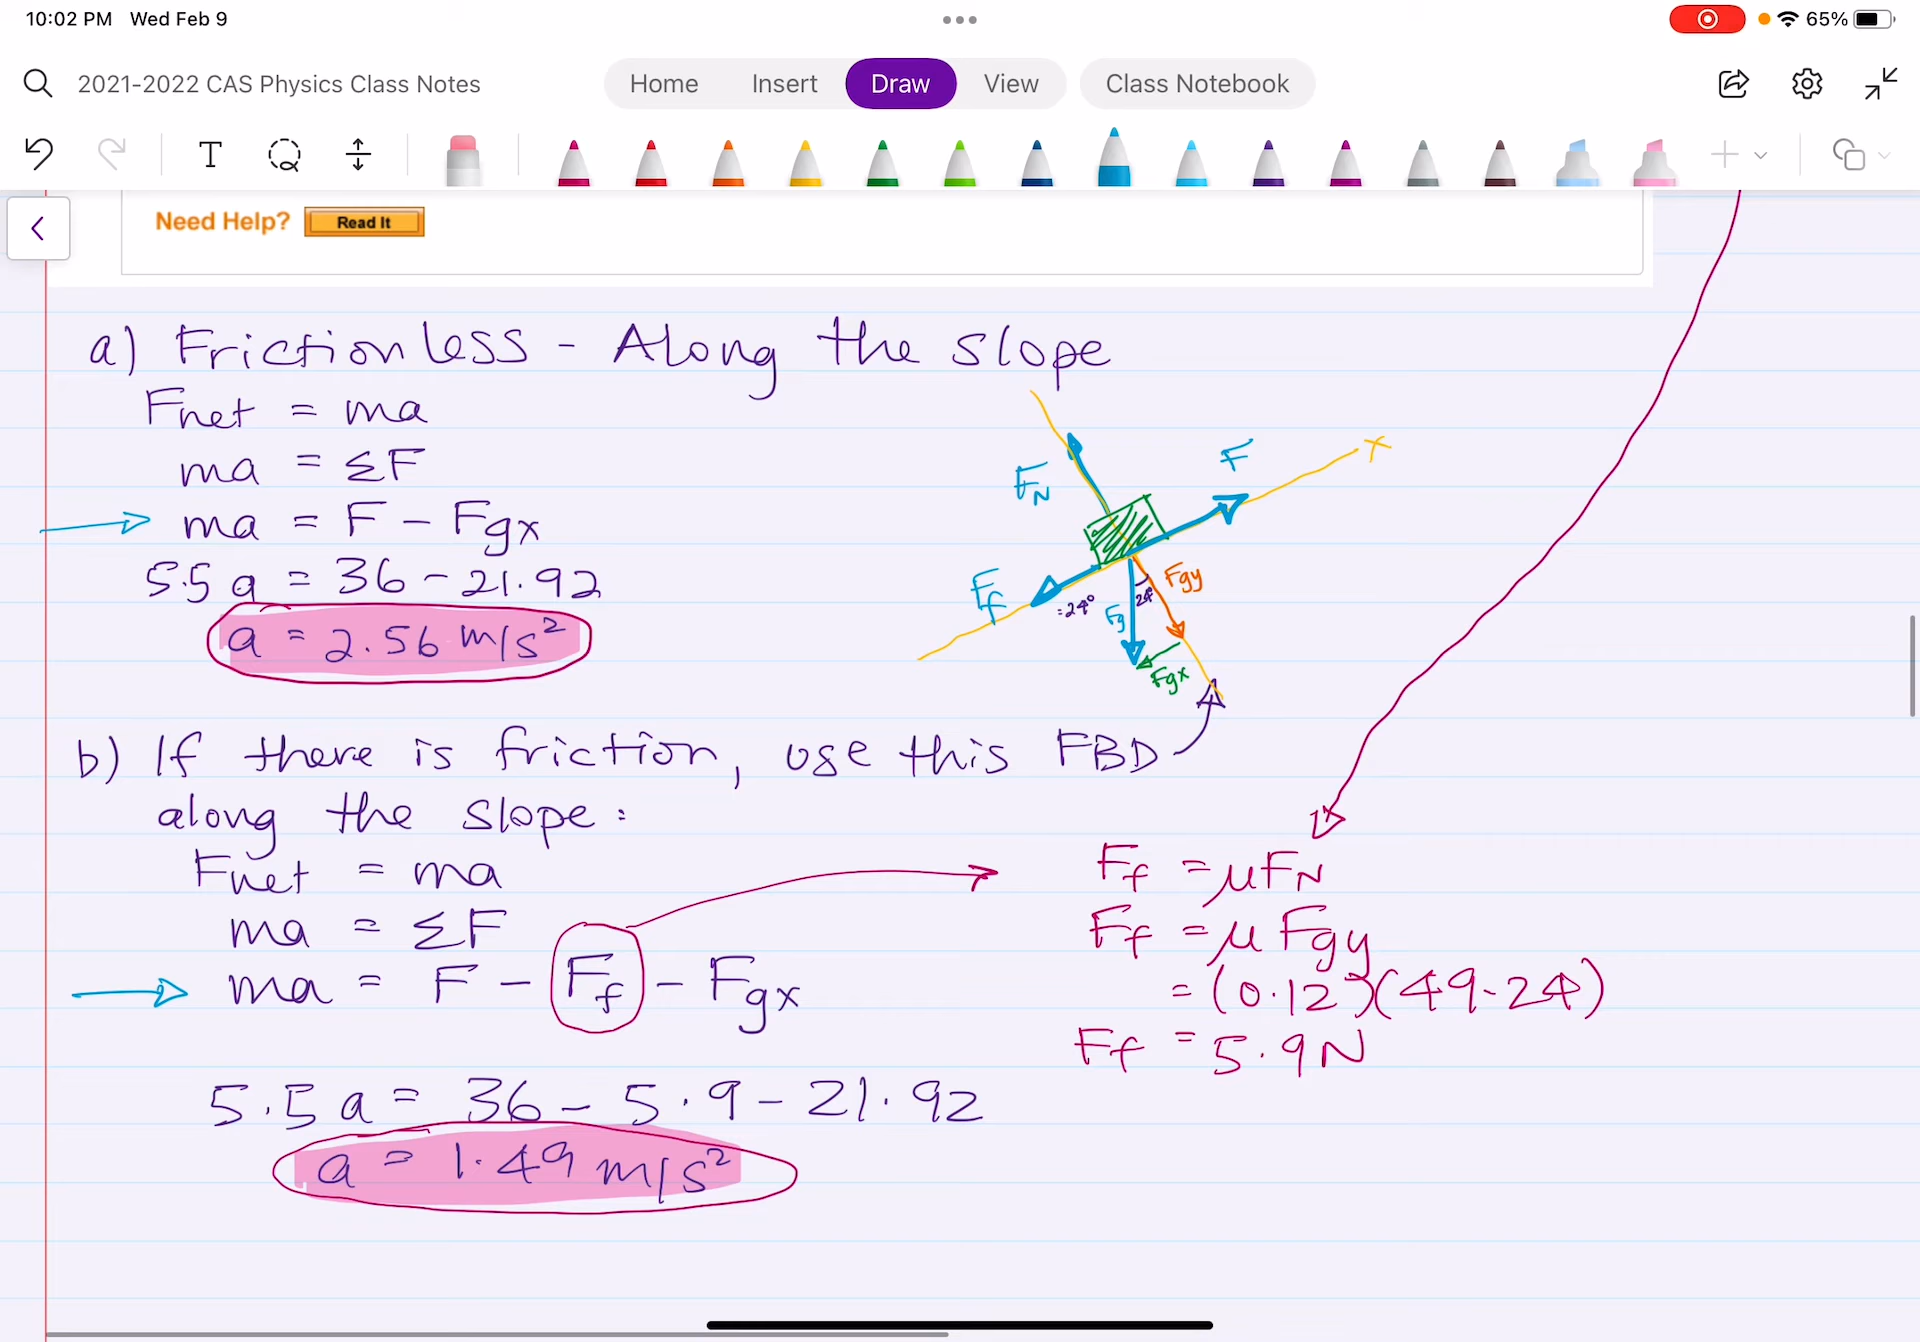 10:02 PM Wed Feb 9
65%
2021-2022 CAS Physics Class Notes
Home Insert Draw View Class Notebook
T
Need Help? Read It
a) Frictionless - Along the slope
Fnet = ma
ma = ΣF
ma = F - Fgx
5.5 a = 36 - 21.92
a = 2.56 m/s²
FN
F
x
Ff
=24°
Fg
24°
Fgy
Fgx
b) If there is friction, use this FBD
along the slope:
Fnet = ma
ma = ΣF
ma = F - Ff - Fgx
5.5 a = 36 - 5.9 - 21.92
a = 1.49 m/s²
Ff = μFN
Ff = μFgy
= (0.12)(49.24)
Ff = 5.9N